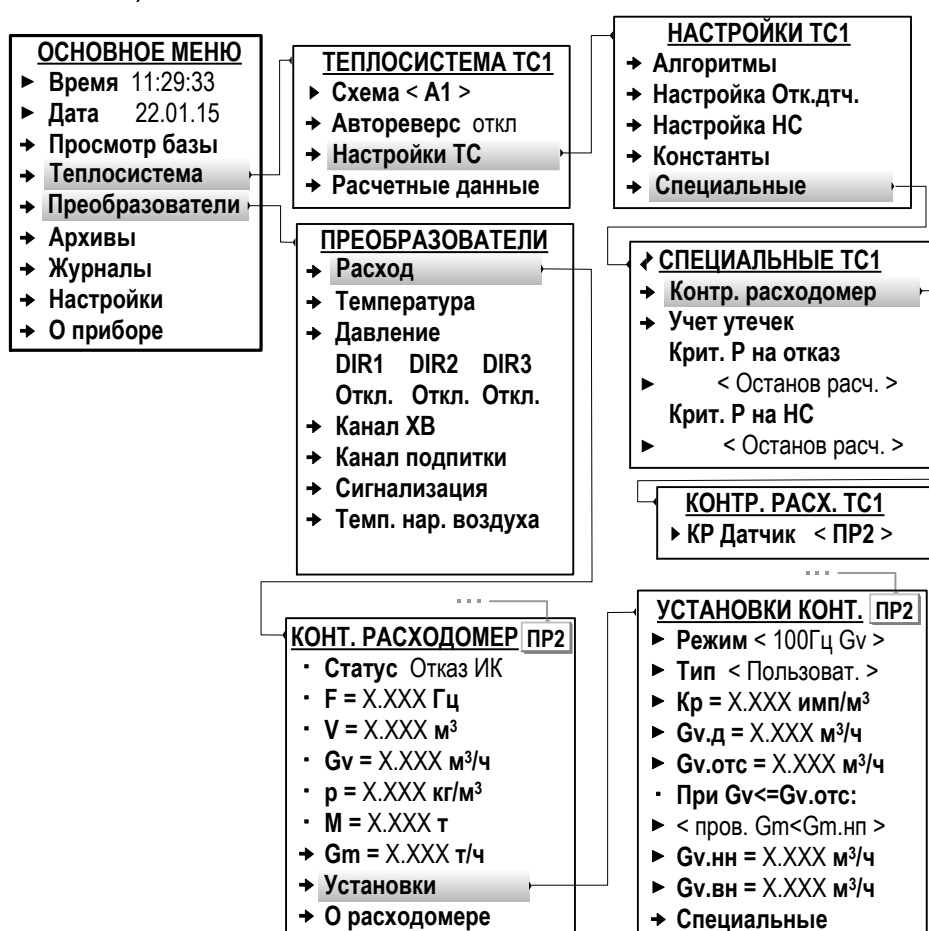 ОСНОВНОЕ МЕНЮ
Время 11:29:33
Дата 22.01.15
Просмотр базы
Теплосистема
Преобразователи
Архивы
Журналы
Настройки
О приборе
ТЕПЛОСИСТЕМА ТС1
Схема < А1 >
Автореверс откл
Настройки ТС
Расчетные данные
НАСТРОЙКИ ТС1
Алгоритмы
Настройка Отк.дтч.
Настройка НС
Константы
Специальные
ПРЕОБРАЗОВАТЕЛИ
Расход
Температура
Давление
DIR1 DIR2 DIR3
Откл. Откл. Откл.
Канал ХВ
Канал подпитки
Сигнализация
Темп. нар. воздуха
СПЕЦИАЛЬНЫЕ ТС1
Контр. расходомер
Учет утечек
Крит. Р на отказ
< Останов расч. >
Крит. Р на НС
< Останов расч. >
КОНТР. РАСХ. ТС1
КР Датчик < ПР2 >
КОНТ. РАСХОДОМЕР ПР2
Статус Отказ ИК
F = X.XXX Гц
V = X.XXX м³
Gv = X.XXX м³/ч
р = X.XXX кг/м³
М = X.XXX т
Gm = X.XXX т/ч
Установки
О расходомере
УСТАНОВКИ КОНТ. ПР2
Режим < 100Гц Gv >
Тип < Пользоват. >
Кр = X.XXX имп/м³
Gv.д = X.XXX м³/ч
Gv.отс = X.XXX м³/ч
При Gv<=Gv.отс:
< пров. Gm<Gm.нп >
Gv.нн = X.XXX м³/ч
Gv.вн = X.XXX м³/ч
Специальные